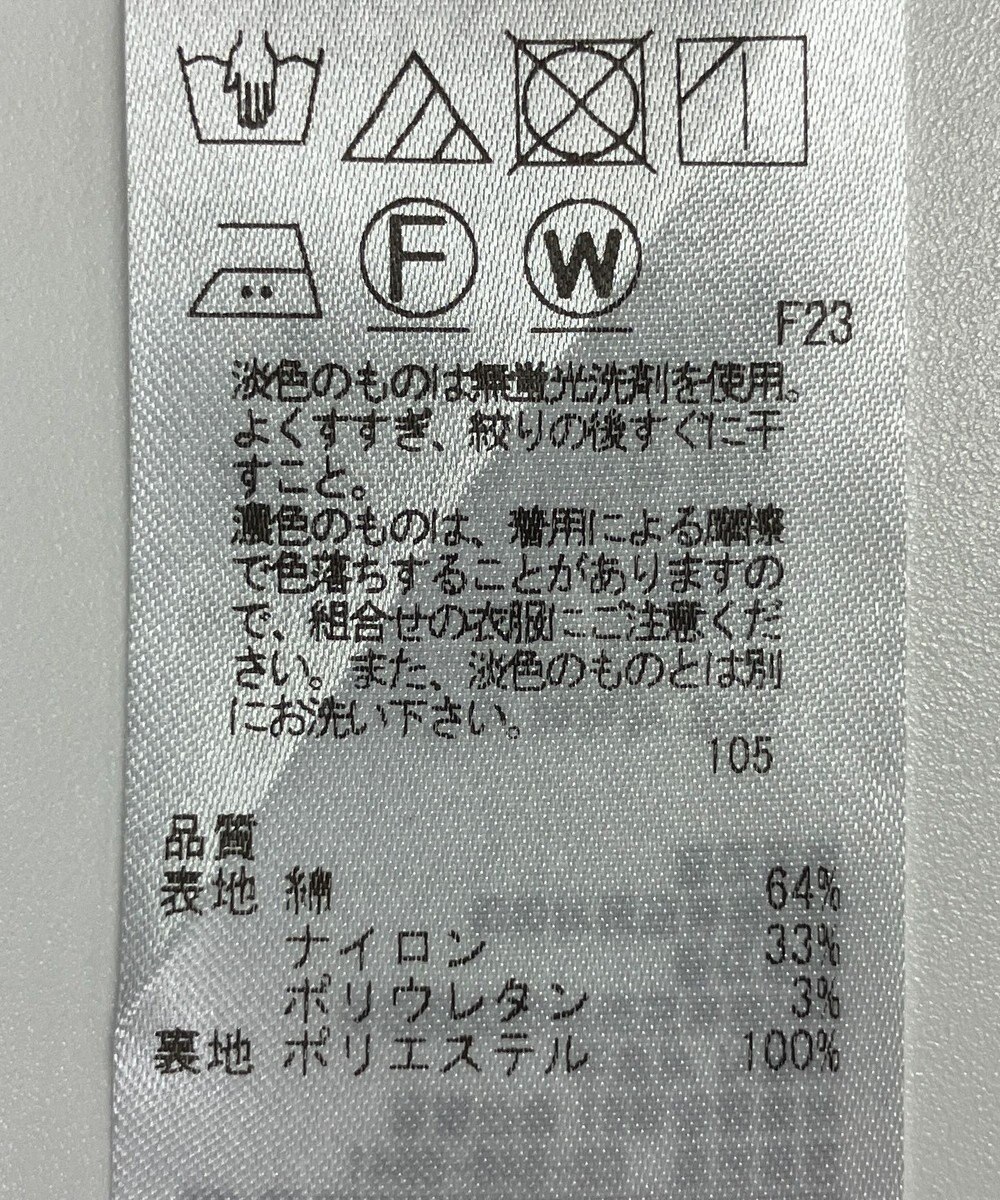 F W
F23
淡色のものは無蛍光洗剤を使用。
よくすすぎ、絞りの後すぐに干
すこと。
濃色のものは、着用による摩擦
で色落ちすることがありますの
で、組合せの衣服にご注意くだ
さい。また、淡色のものとは別
にお洗い下さい。
105
品質
表地 綿 64%
ナイロン 33%
ポリウレタン 3%
裏地 ポリエステル 100%